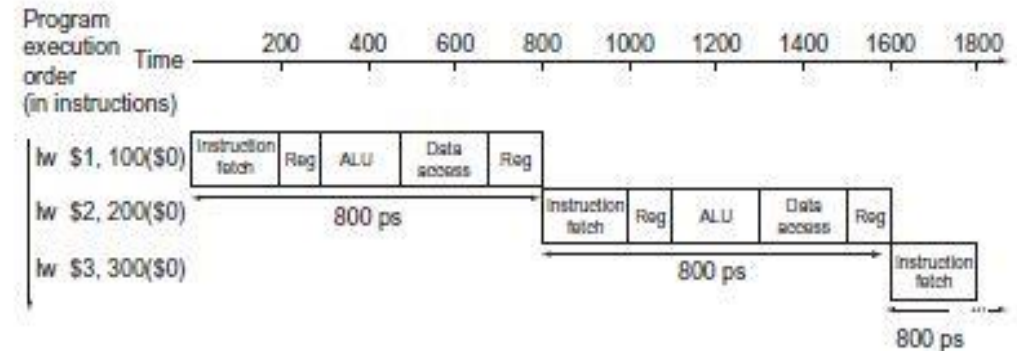 Program
execution
order
(in instructions)
Time
200 400 600 800 1000 1200 1400 1600 1800
lw $1, 100($0)
Instruction
fetch
Reg
ALU
Data
access
Reg
800 ps
lw $2, 200($0)
Instruction
fetch
Reg
ALU
Data
access
Reg
800 ps
lw $3, 300($0)
Instruction
fetch
...
800 ps